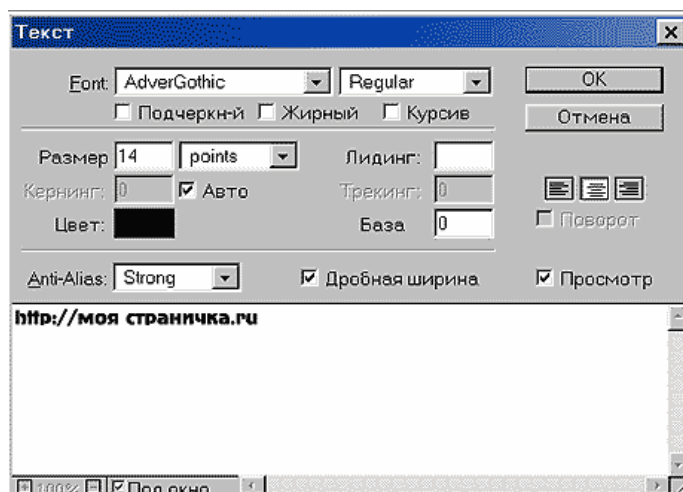 Текст
Font: AdverGothic Regular OK
Подчеркн-й Жирный Курсив Отмена
Размер 14 points Лидинг:
Кернинг: 0 Авто Трекинг: 0
Цвет: База 0 Поворот
Anti-Alias: Strong Дробная ширина Просмотр
http://моя страничка.ru
100% Под окно